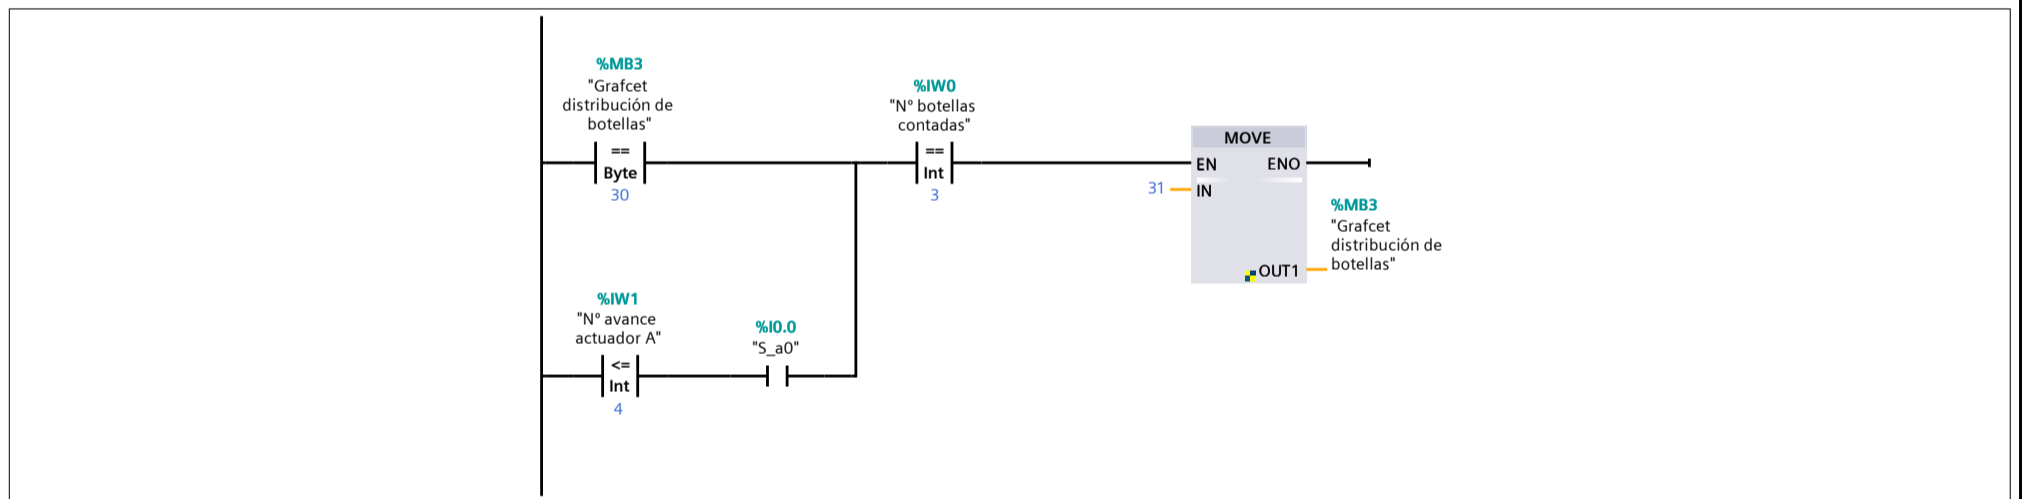 %MB3
"Grafcet
distribución de
botellas"
==
Byte
30
%IW0
"Nº botellas
contadas"
==
Int
3
MOVE
EN ENO
31 IN
%MB3
"Grafcet
distribución de
botellas"
OUT1
%IW1
"Nº avance
actuador A"
<=
Int
4
%I0.0
"S_a0"